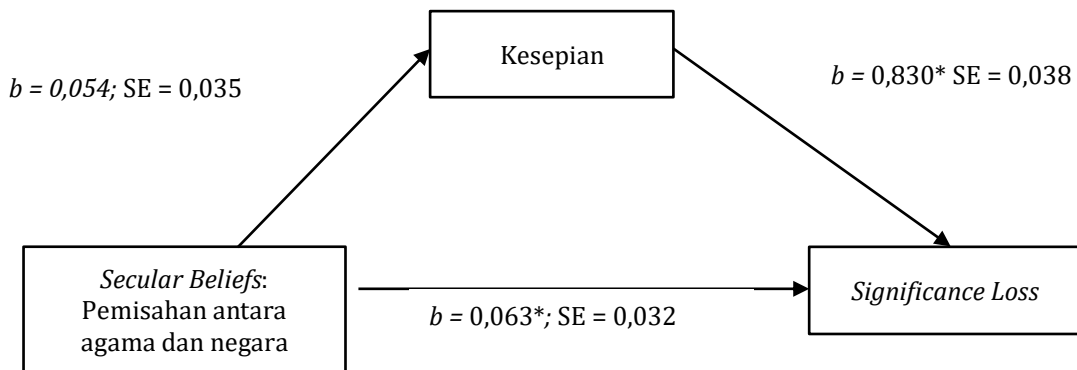 Kesepian
b = 0,054; SE = 0,035
b = 0,830* SE = 0,038
Secular Beliefs:
Pemisahan antara
agama dan negara
b = 0,063*; SE = 0,032
Significance Loss